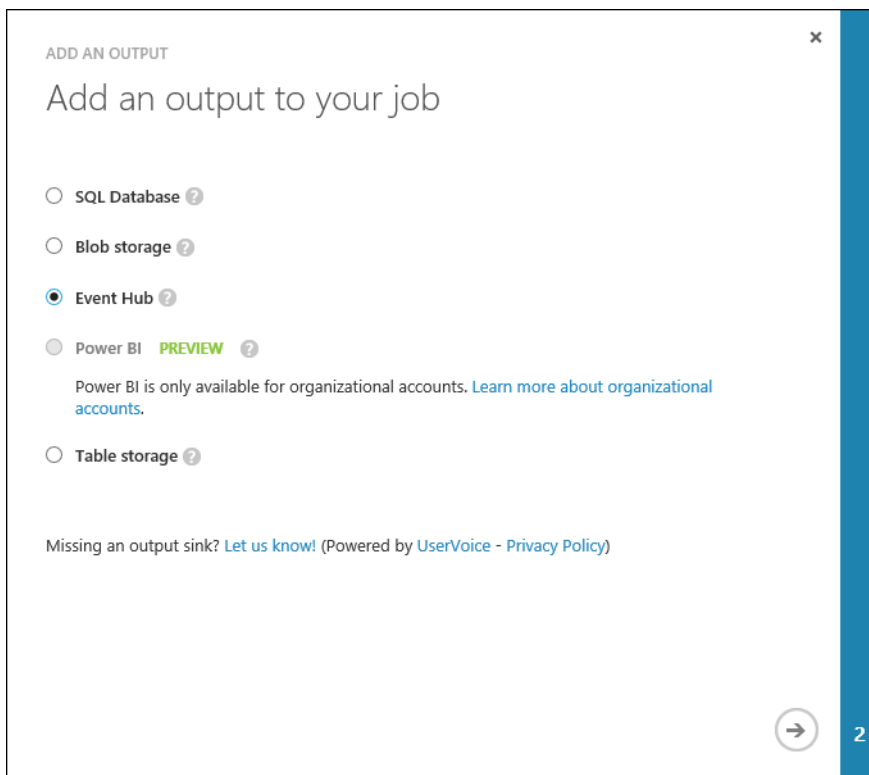 ADD AN OUTPUT
Add an output to your job
SQL Database ?
Blob storage ?
Event Hub ?
Power BI PREVIEW ?
Power BI is only available for organizational accounts. Learn more about organizational
accounts.
Table storage ?
Missing an output sink? Let us know! (Powered by UserVoice - Privacy Policy)
2